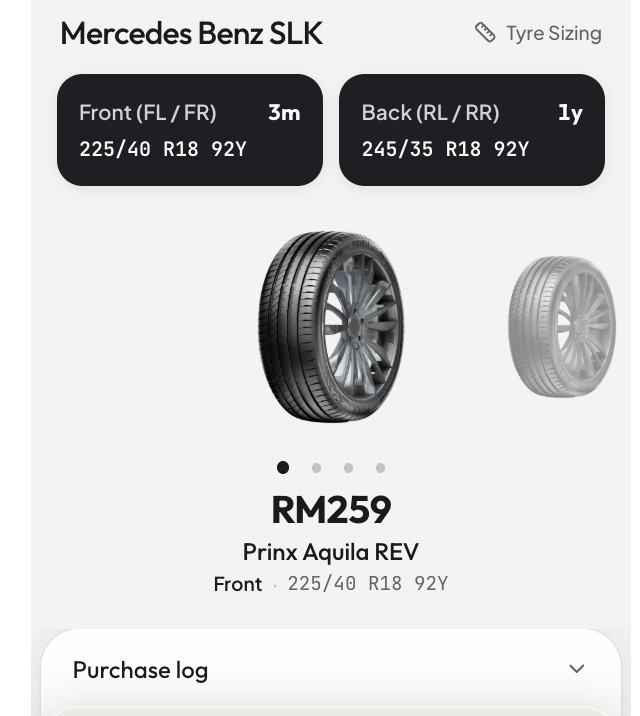 Mercedes Benz SLK
Tyre Sizing
Front (FL / FR) 3m
225/40 R18 92Y
Back (RL / RR) 1y
245/35 R18 92Y
RM259
Prinx Aquila REV
Front · 225/40 R18 92Y
Purchase log